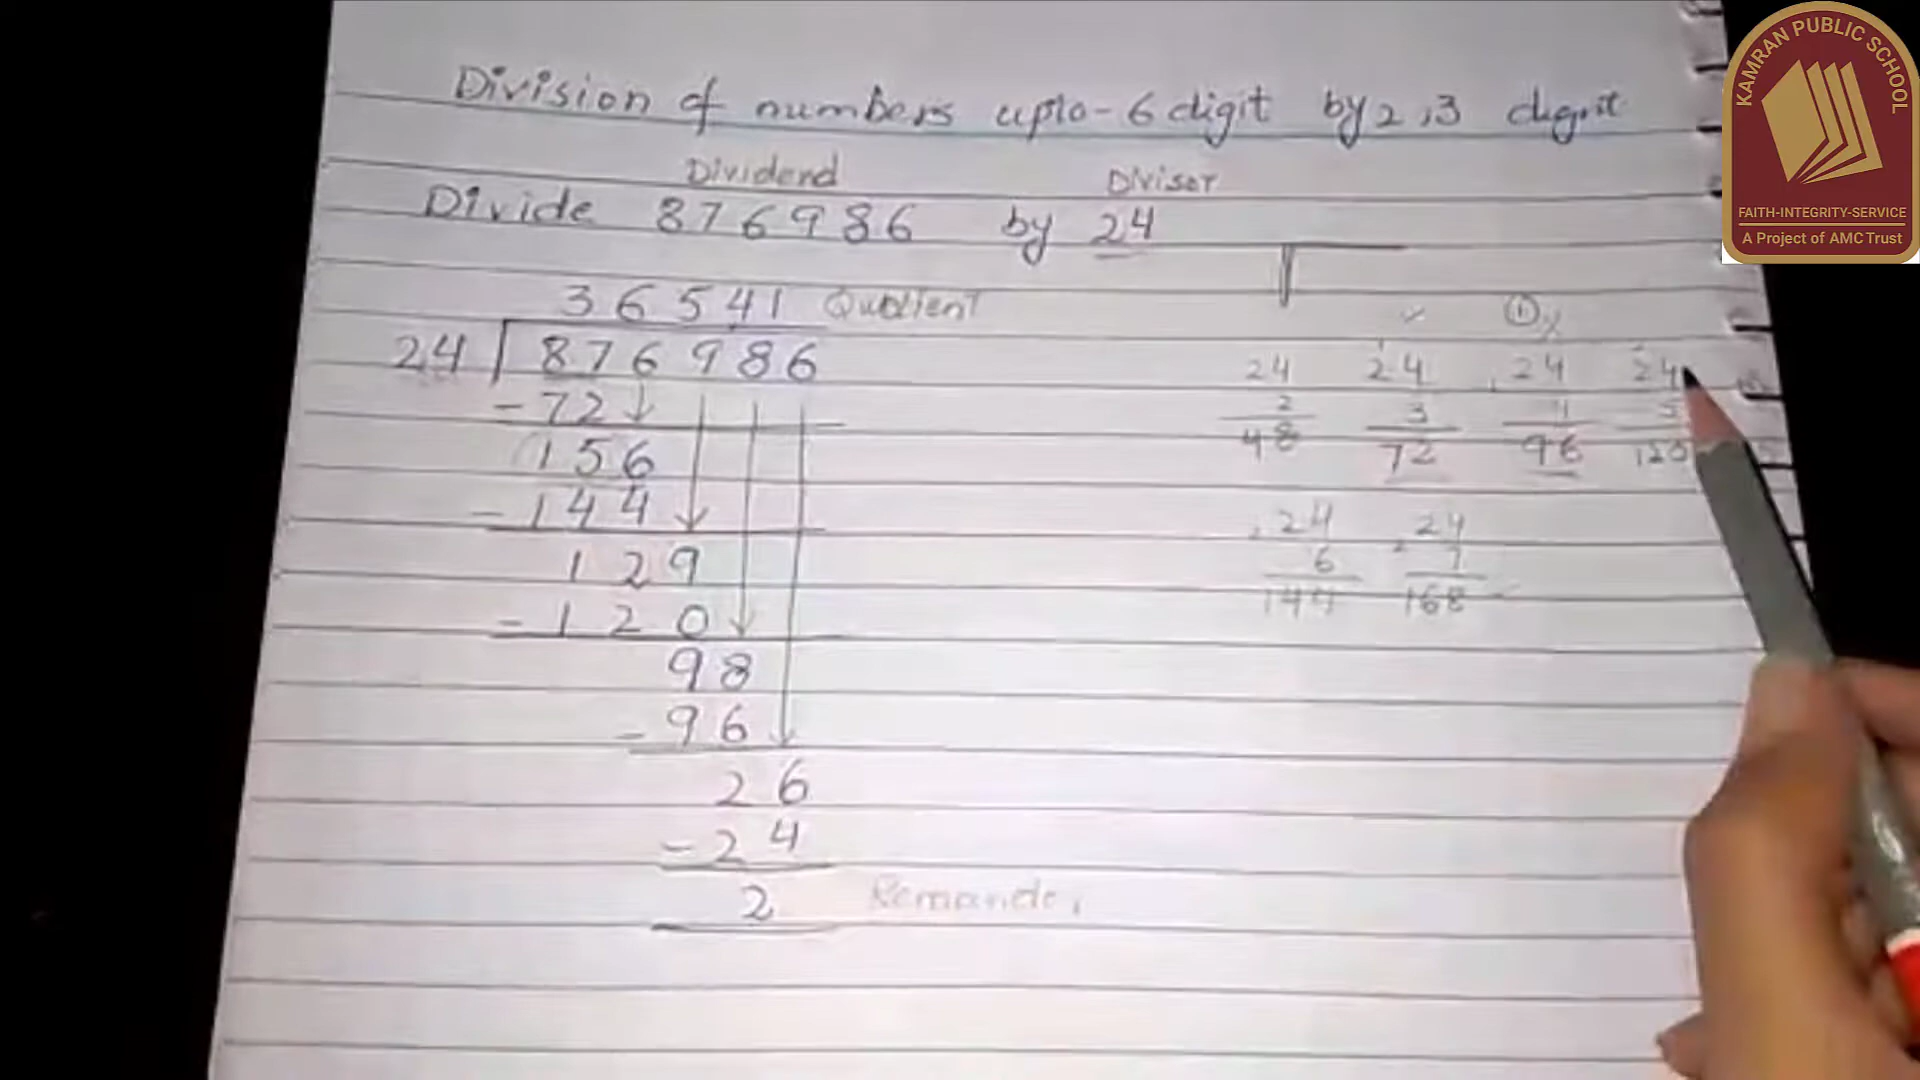 Division of numbers upto-6 digit by 2,3 digit
Dividend Divisor
Divide 876986 by 24
36541 Quotient
24 876986
-72
156
-144
129
-120
98
-96
26
-24
2
24 24 24 24
2 3 5
48 72 96 120
24 24
6 7
144 168
KAMRAN PUBLIC SCHOOL
FAITH-INTEGRITY-SERVICE
A Project of AMC Trust